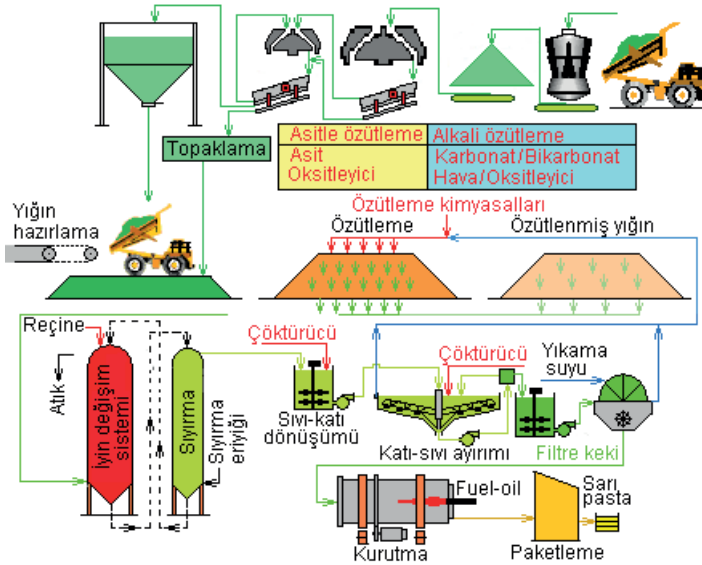 Topaklama
Asitle özütleme
Asit
Oksitleyici
Alkali özütleme
Karbonat/Bikarbonat
Hava/Oksitleyici
Yığın
hazırlama
Özütleme kimyasalları
Özütleme
Özütlenmiş yığın
Reçine
Atık
İyin değişim
sistemi
Sıyırma
Sıyırma
eriyiği
Çöktürücü
Sıvı-katı
dönüşümü
Çöktürücü
Katı-sıvı ayırımı
Yıkama
suyu
Filtre keki
Fuel-oil
Kurutma
Sarı
pasta
Paketleme